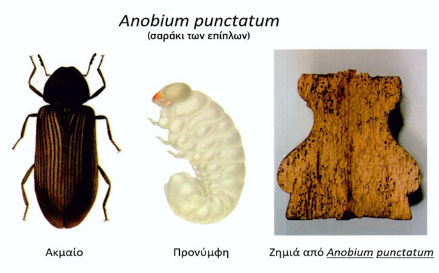 Anobium punctatum
(σαράκι των επίπλων)
Ακμαίο
Προνύμφη
Ζημιά από Anobium punctatum